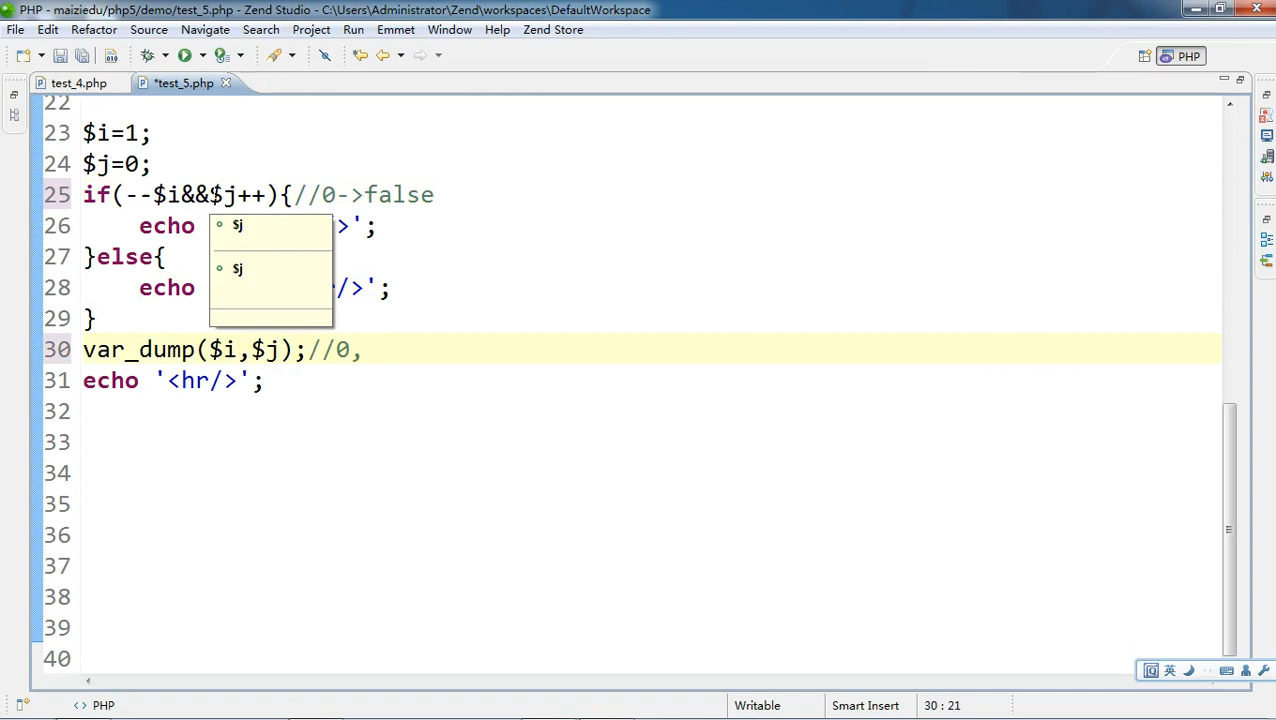 PHP - maiziedu/php5/demo/test_5.php - Zend Studio - C:\Users\Administrator\Zend\workspaces\DefaultWorkspace
File Edit Refactor Source Navigate Search Project Run Emmet Window Help Zend Store
PHP
test_4.php *test_5.php
22
23 $i=1;
24 $j=0;
25 if(--$i&&$j++){//0->false
26 echo >';
$j
27 }else{
$j
28 echo />';
29 }
30 var_dump($i,$j);//0,
31 echo '<hr/>';
32
33
34
35
36
37
38
39
40
英
PHP Writable Smart Insert 30 : 21